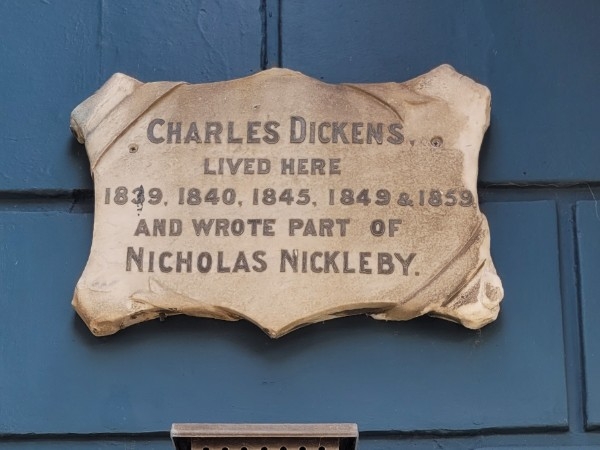 CHARLES DICKENS,
LIVED HERE
1839, 1840, 1845, 1849 & 1859
AND WROTE PART OF
NICHOLAS NICKLEBY.